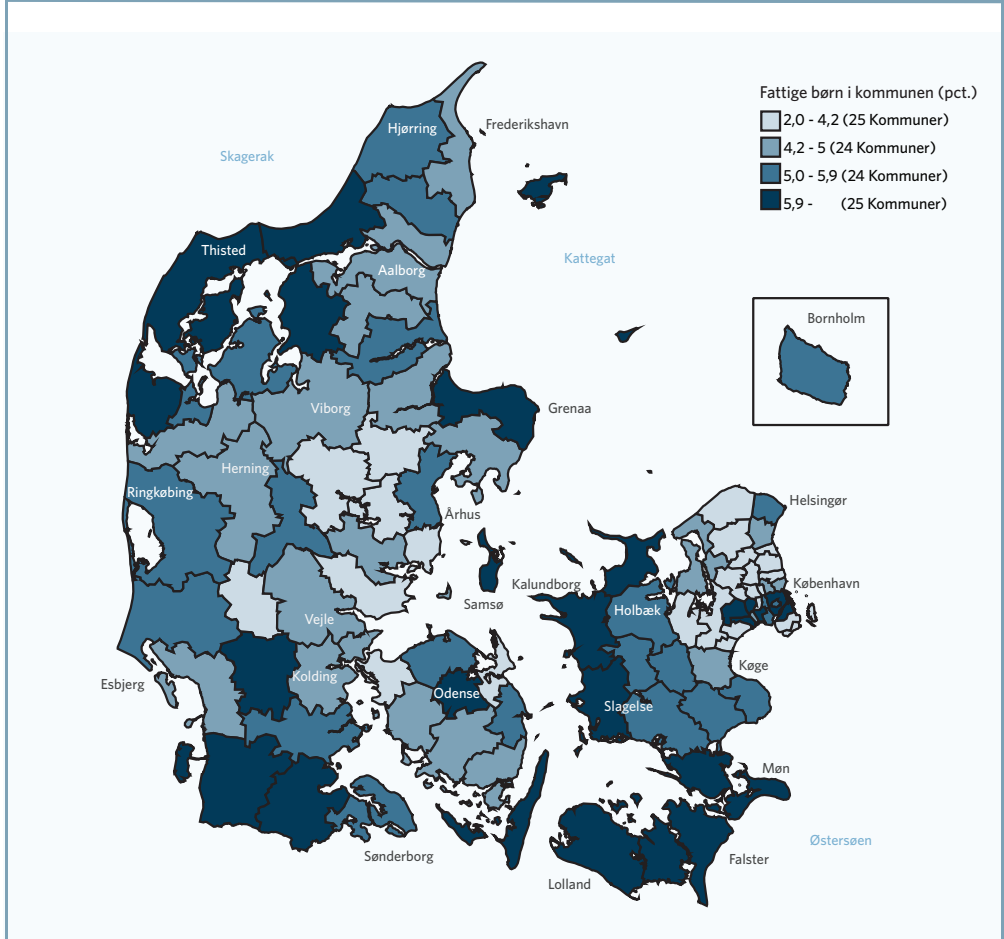 Fattige børn i kommunen (pct.)
2,0 - 4,2 (25 Kommuner)
4,2 - 5 (24 Kommuner)
5,0 - 5,9 (24 Kommuner)
5,9 - (25 Kommuner)
Hjørring
Frederikshavn
Skagerak
Thisted
Kattegat
Aalborg
Bornholm
Viborg
Grenaa
Herning
Ringkøbing
Helsingør
Århus
Kalundborg
København
Samsø
Holbæk
Vejle
Køge
Esbjerg
Kolding
Odense
Slagelse
Møn
Østersøen
Sønderborg
Falster
Lolland